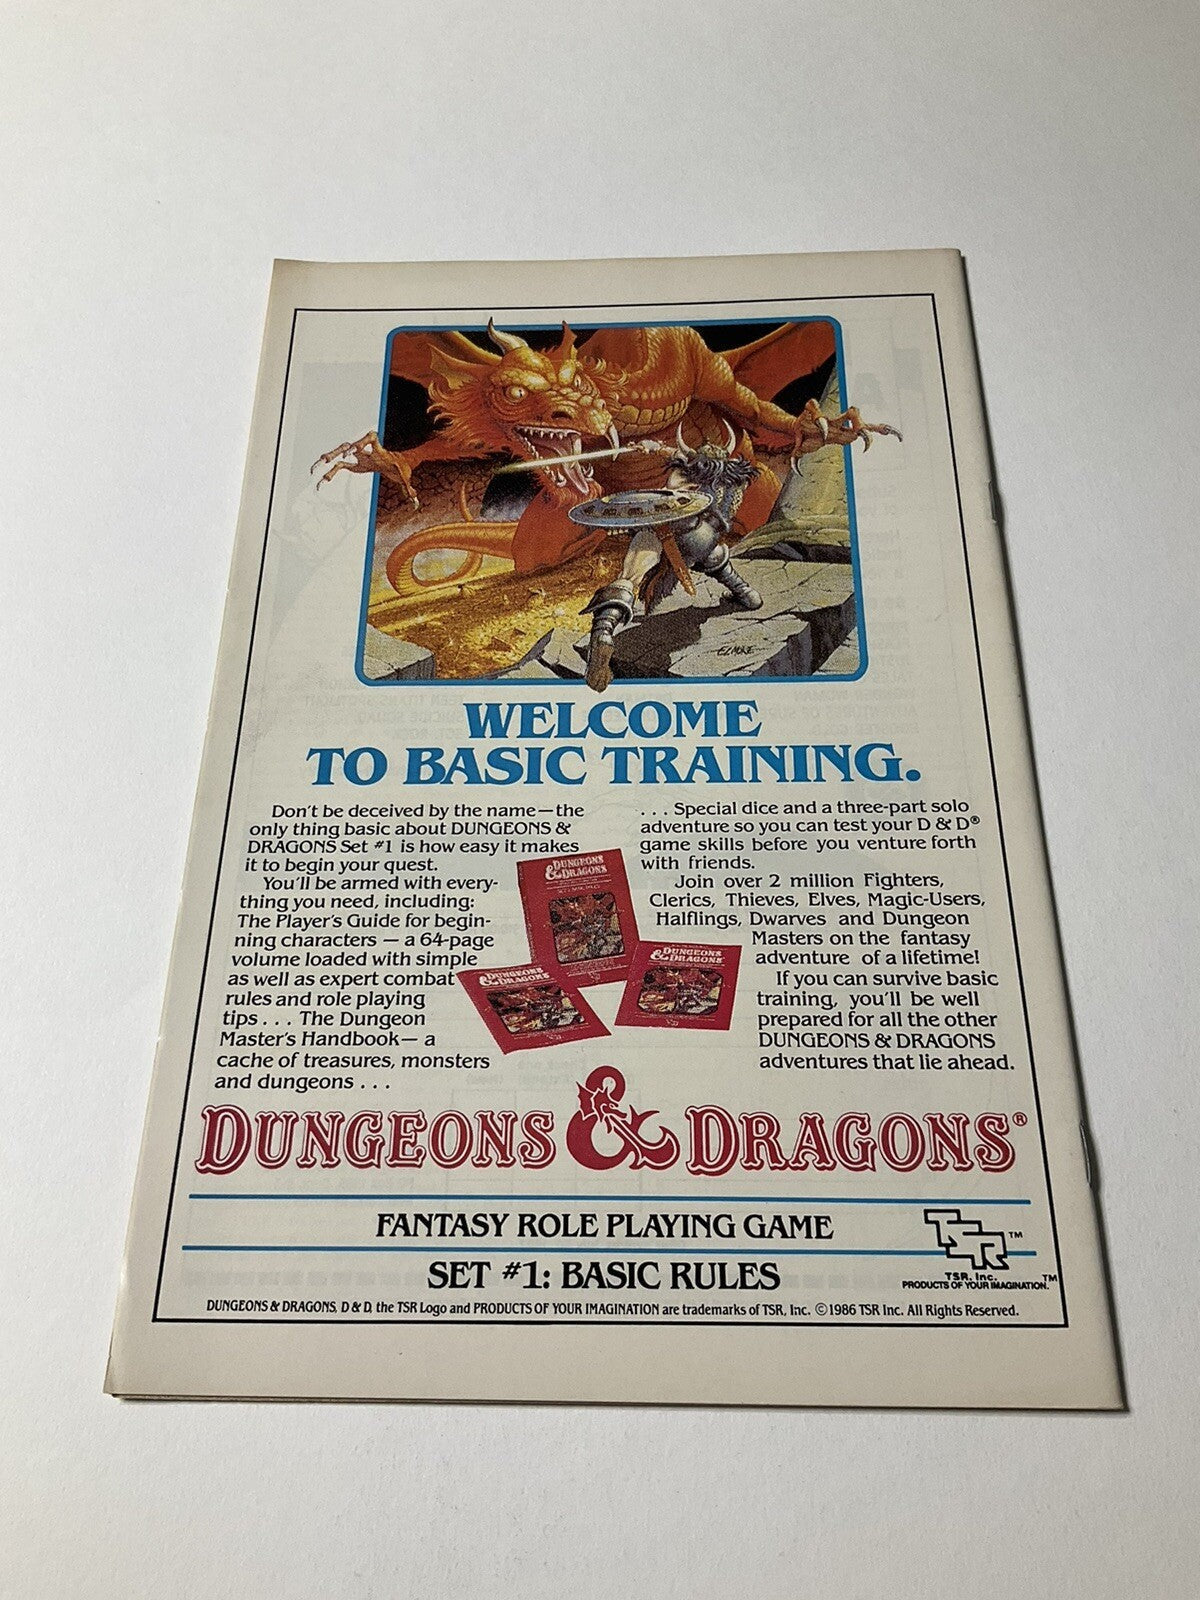 ELMORE
WELCOME
TO BASIC TRAINING.
Don't be deceived by the name—the
only thing basic about DUNGEONS &
DRAGONS Set #1 is how easy it makes
it to begin your quest.
You'll be armed with every-
thing you need, including:
The Player's Guide for begin-
ning characters — a 64-page
volume loaded with simple
as well as expert combat
rules and role playing
tips . . . The Dungeon
Master's Handbook— a
cache of treasures, monsters
and dungeons . . .
. . . Special dice and a three-part solo
adventure so you can test your D & D®
game skills before you venture forth
with friends.
Join over 2 million Fighters,
Clerics, Thieves, Elves, Magic-Users,
Halflings, Dwarves and Dungeon
Masters on the fantasy
adventure of a lifetime!
If you can survive basic
training, you'll be well
prepared for all the other
DUNGEONS & DRAGONS
adventures that lie ahead.
DUNGEONS
& DRAGONS
DUNGEONS
& DRAGONS
DUNGEONS
& DRAGONS
DUNGEONS & DRAGONS®
FANTASY ROLE PLAYING GAME
SET #1: BASIC RULES
TSR™
TSR, Inc.
PRODUCTS OF YOUR IMAGINATION.™
DUNGEONS & DRAGONS, D & D, the TSR Logo and PRODUCTS OF YOUR IMAGINATION are trademarks of TSR, Inc. ©1986 TSR Inc. All Rights Reserved.